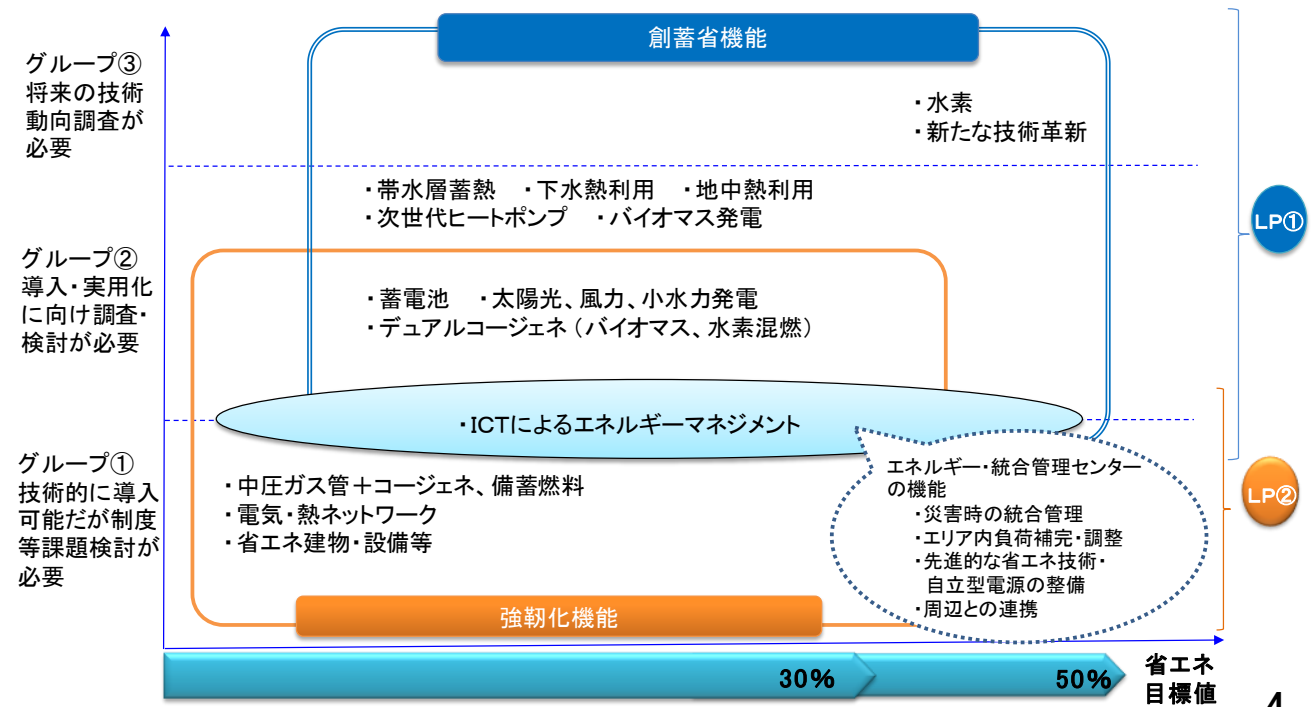 創蓄省機能
グループ③
将来の技術
動向調査が
必要
・水素
・新たな技術革新
・帯水層蓄熱　・下水熱利用　・地中熱利用
・次世代ヒートポンプ　・バイオマス発電
LP①
グループ②
導入・実用化
に向け調査・
検討が必要
・蓄電池　・太陽光、風力、小水力発電
・デュアルコージェネ（バイオマス、水素混燃）
・ICTによるエネルギーマネジメント
グループ①
技術的に導入
可能だが制度
等課題検討が
必要
・中圧ガス管＋コージェネ、備蓄燃料
・電気・熱ネットワーク
・省エネ建物・設備等
エネルギー・統合管理センター
の機能
・災害時の統合管理
・エリア内負荷補完・調整
・先進的な省エネ技術・
自立型電源の整備
・周辺との連携
LP②
強靭化機能
30%
50%
省エネ
目標値
4